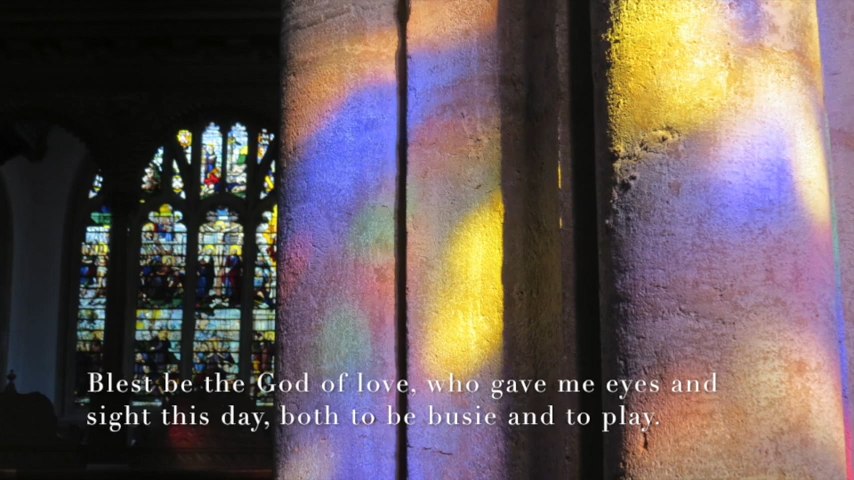 Blest be the God of love, who gave me eyes and
sight this day, both to be busie and to play.